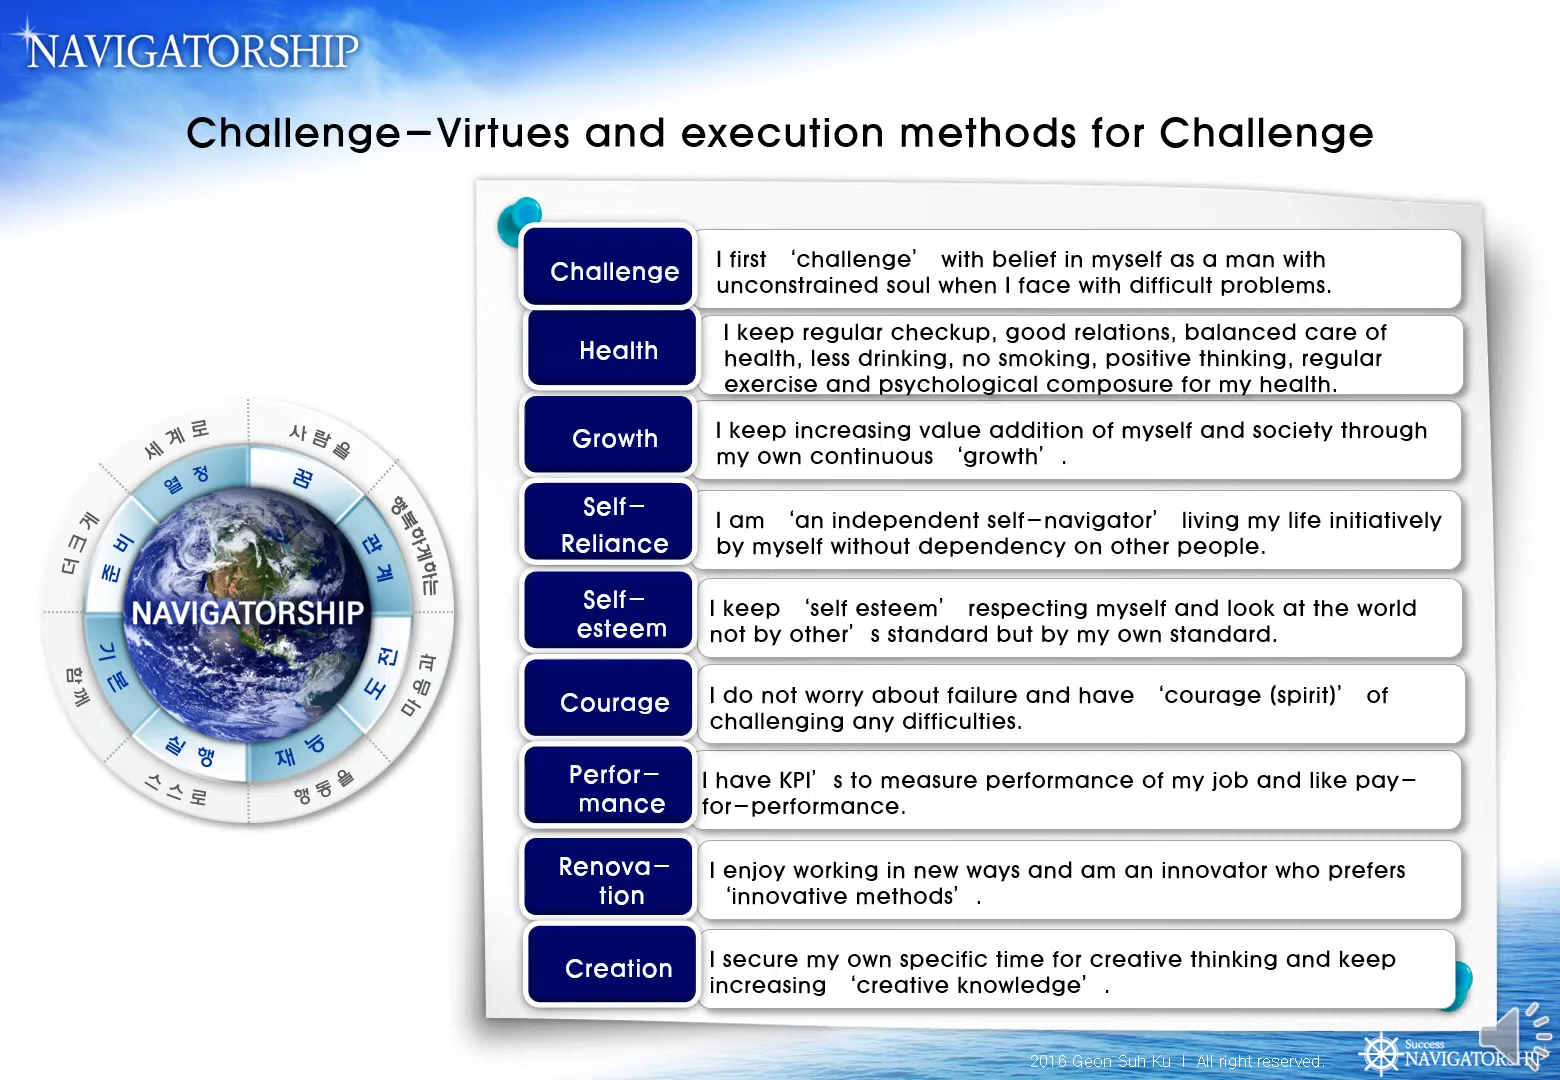 NAVIGATORSHIP
Challenge-Virtues and execution methods for Challenge
Challenge
I first ‘challenge’ with belief in myself as a man with
unconstrained soul when I face with difficult problems.
Health
I keep regular checkup, good relations, balanced care of
health, less drinking, no smoking, positive thinking, regular
exercise and psychological composure for my health.
Growth
I keep increasing value addition of myself and society through
my own continuous ‘growth’ .
Self-
Reliance
I am ‘an independent self-navigator’ living my life initiatively
by myself without dependency on other people.
Self-
esteem
I keep ‘self esteem’ respecting myself and look at the world
not by other’ s standard but by my own standard.
Courage
I do not worry about failure and have ‘courage (spirit)’ of
challenging any difficulties.
Perfor-
mance
I have KPI’ s to measure performance of my job and like pay-
for-performance.
Renova-
tion
I enjoy working in new ways and am an innovator who prefers
‘innovative methods’ .
Creation
I secure my own specific time for creative thinking and keep
increasing ‘creative knowledge’ .
세계로
사람을
행복하게하는
과감히
행동을
스스로
함께
더크게
열정
꿈
관계
도전
재능
실행
기본
준비
NAVIGATORSHIP
2016 Geon Suh Ku l All right reserved.
Success
NAVIGATORSHIP